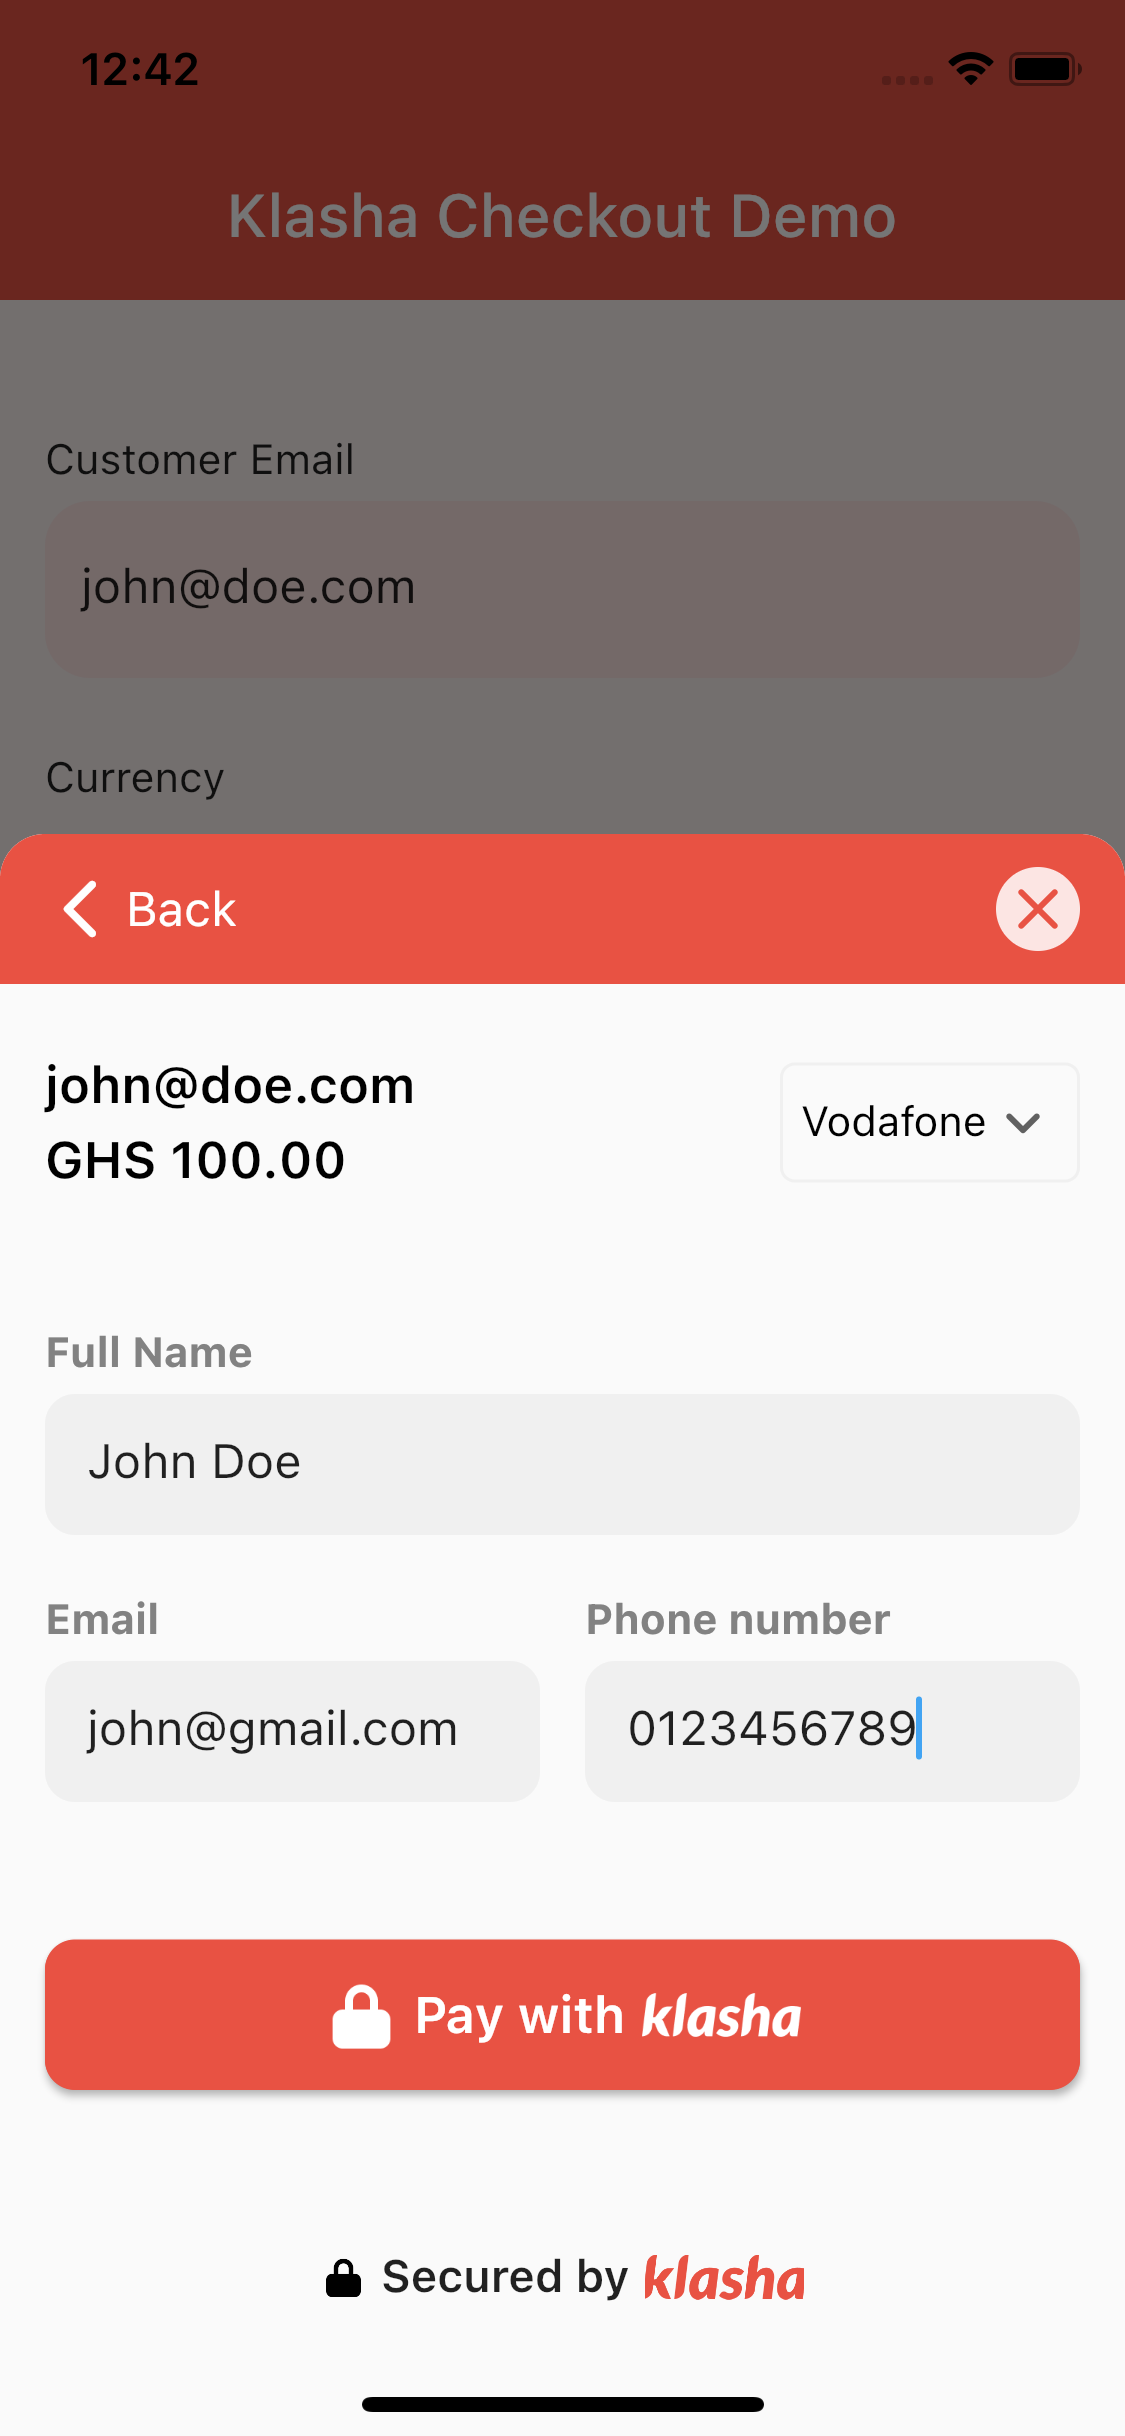 12:42
Klasha Checkout Demo
Customer Email
john@doe.com
Currency
Back
john@doe.com
GHS 100.00
Vodafone
Full Name
John Doe
Email
Phone number
john@gmail.com
0123456789
Pay with klasha
Secured by klasha